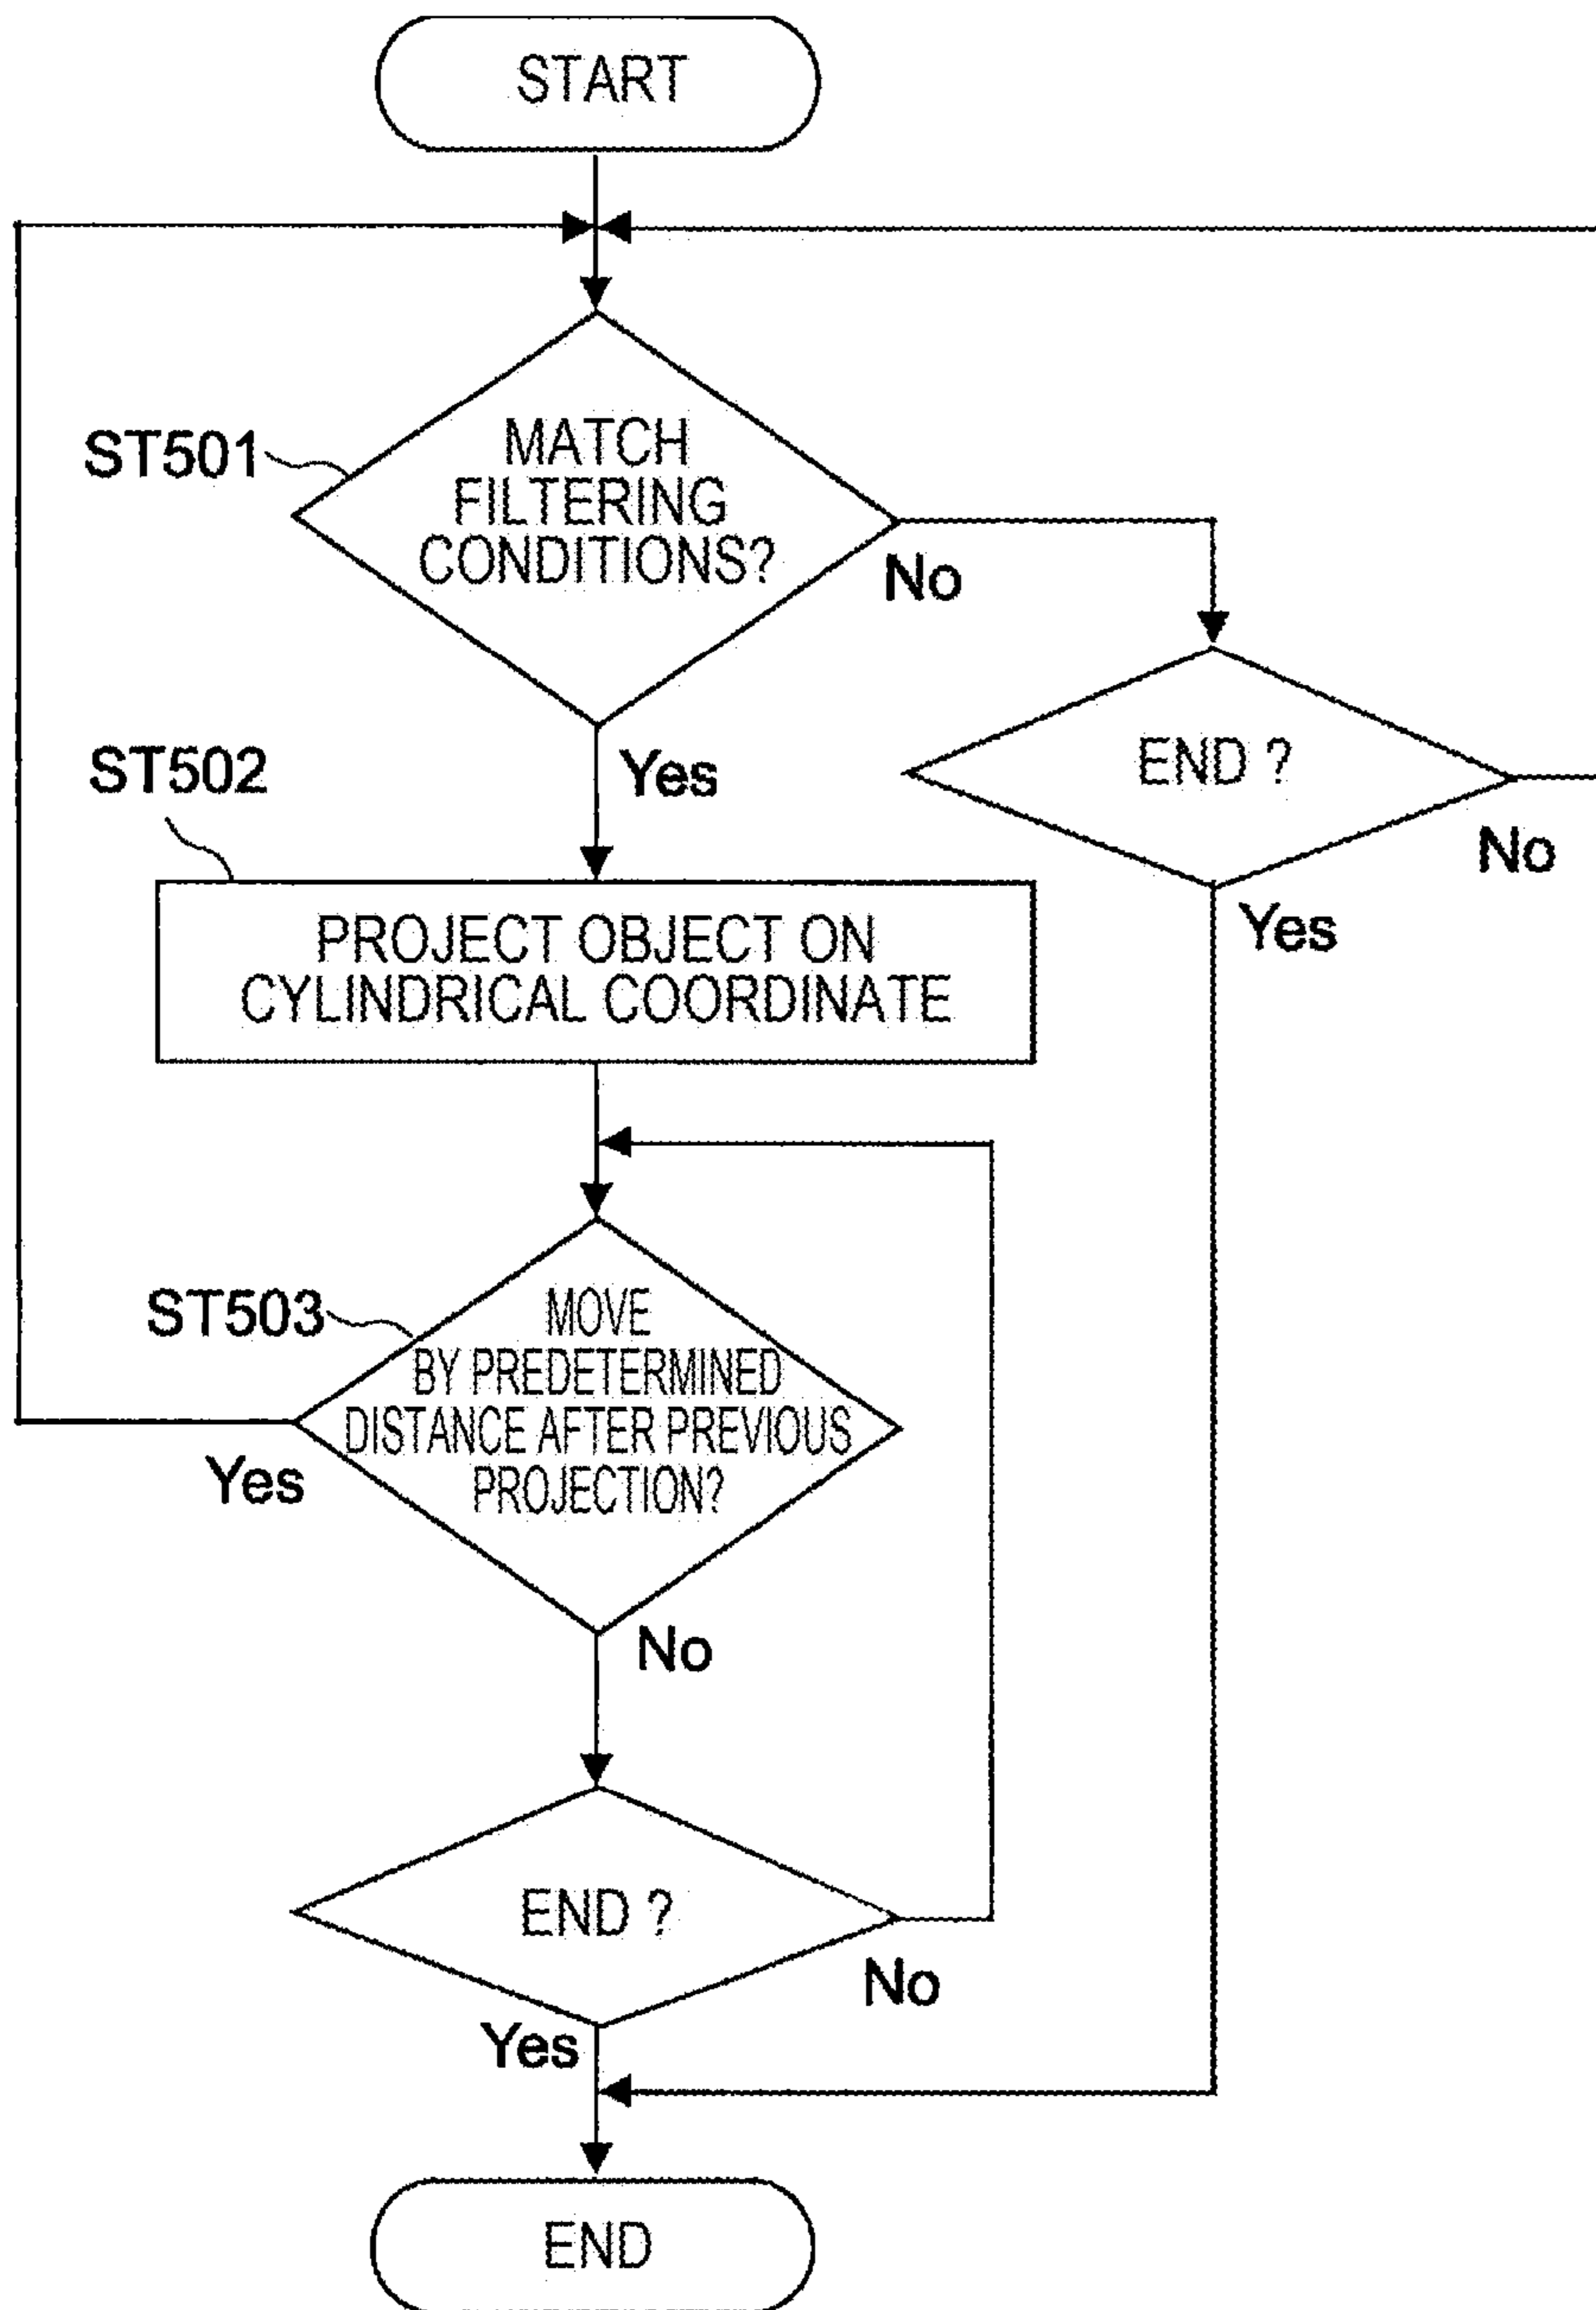 START
ST501
MATCH
FILTERING
CONDITIONS?
No
Yes
END ?
No
Yes
ST502
PROJECT OBJECT ON
CYLINDRICAL COORDINATE
ST503
MOVE
BY PREDETERMINED
DISTANCE AFTER PREVIOUS
PROJECTION?
Yes
No
END ?
No
Yes
END